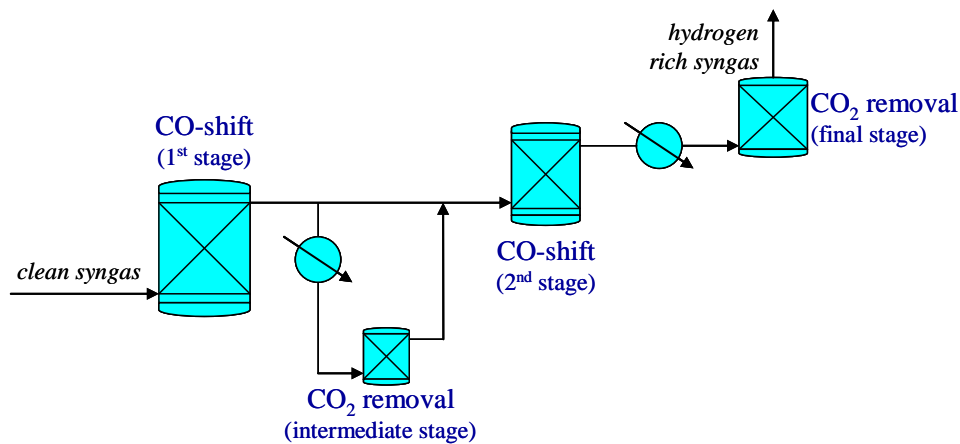 hydrogen
rich syngas
CO₂ removal
(final stage)
CO-shift
(1ˢᵗ stage)
CO-shift
(2ⁿᵈ stage)
clean syngas
CO₂ removal
(intermediate stage)